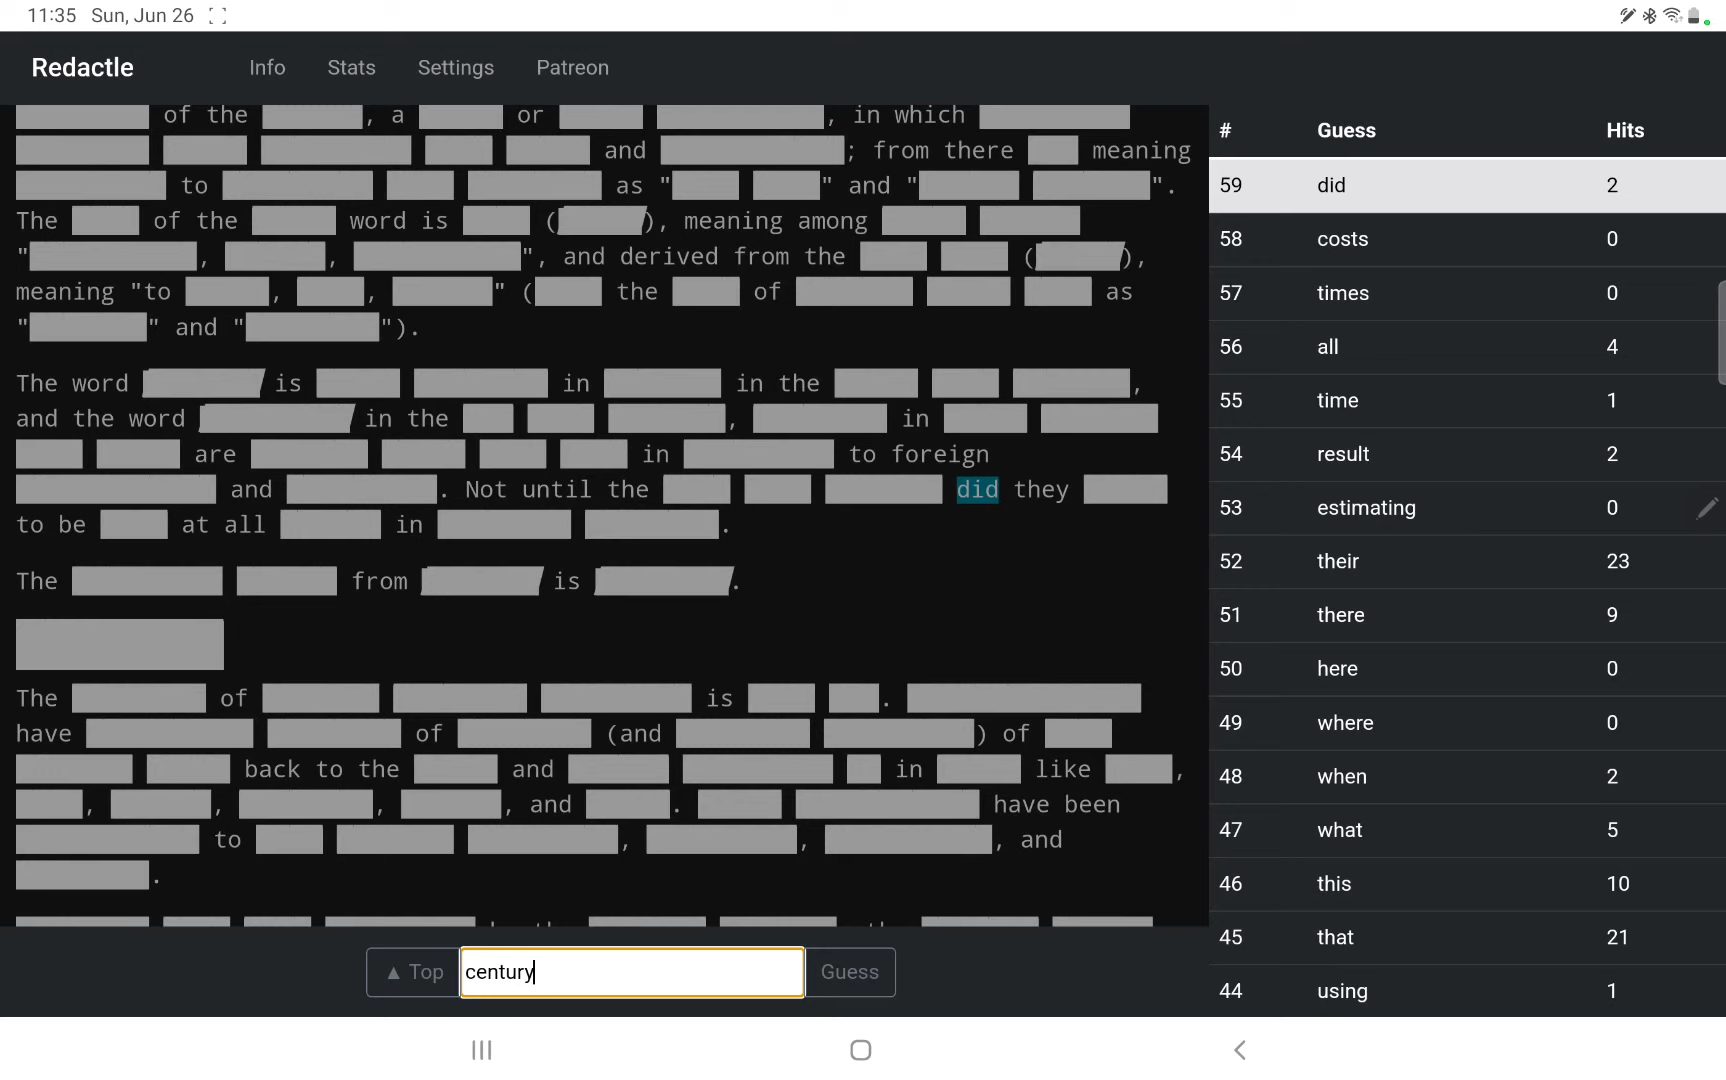 11:35 Sun, Jun 26
Redactle Info Stats Settings Patreon
of the , a or , in which
and ; from there meaning
to as " " and " ".
The of the word is ( ), meaning among
" , , ", and derived from the ( ),
meaning "to , , " ( the of as
" " and " ").
The word is in in the ,
and the word in the , in
are in to foreign
and . Not until the did they
to be at all in .
The from is .
The of is .
have of (and ) of
back to the and in like ,
, , , , and . have been
to , , , and
.
▲ Top century Guess
# Guess Hits
59 did 2
58 costs 0
57 times 0
56 all 4
55 time 1
54 result 2
53 estimating 0
52 their 23
51 there 9
50 here 0
49 where 0
48 when 2
47 what 5
46 this 10
45 that 21
44 using 1